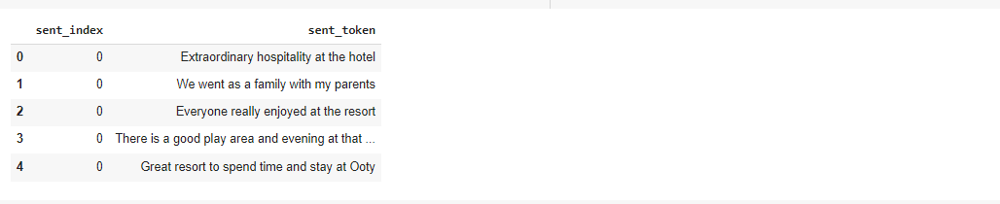 sent_index sent_token
0 0 Extraordinary hospitality at the hotel
1 0 We went as a family with my parents
2 0 Everyone really enjoyed at the resort
3 0 There is a good play area and evening at that ...
4 0 Great resort to spend time and stay at Ooty